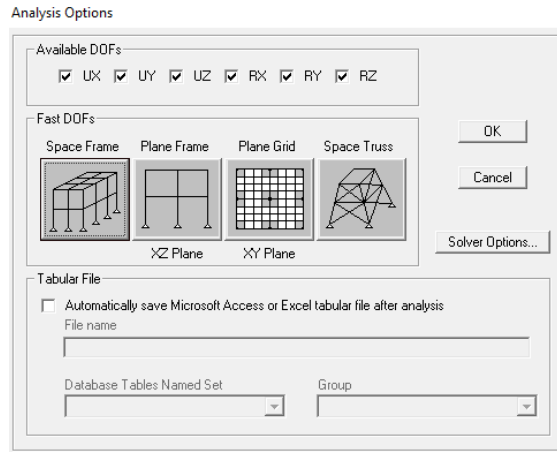 Analysis Options
Available DOFs
UX UY UZ RX RY RZ
Fast DOFs
Space Frame Plane Frame Plane Grid Space Truss
XZ Plane XY Plane
OK
Cancel
Solver Options...
Tabular File
Automatically save Microsoft Access or Excel tabular file after analysis
File name
Database Tables Named Set Group